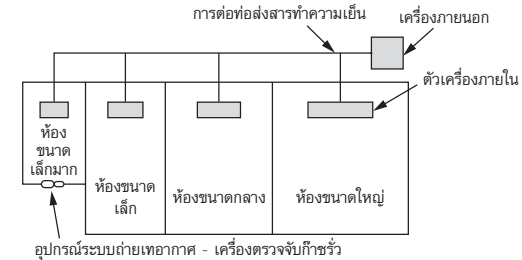 การต่อท่อส่งสารทำความเย็น
เครื่องภายนอก
ตัวเครื่องภายใน
ห้อง
ขนาด
เล็กมาก
ห้องขนาด
เล็ก
ห้องขนาดกลาง
ห้องขนาดใหญ่
อุปกรณ์ระบบถ่ายเทอากาศ - เครื่องตรวจจับก๊าซรั่ว